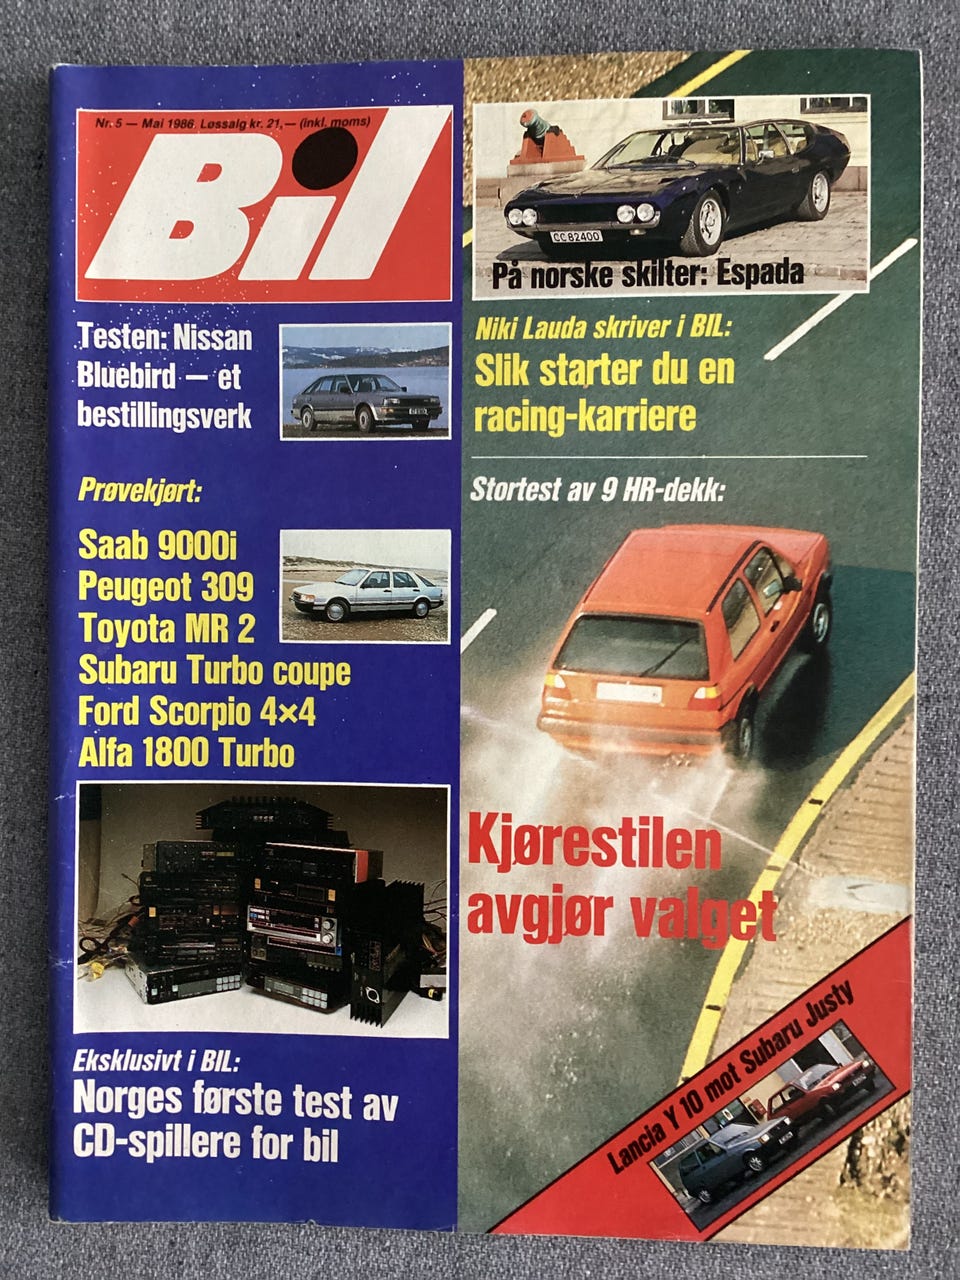 Nr. 5 — Mai 1986. Løssalg kr. 21,— (inkl. moms)
Bil
Testen: Nissan
Bluebird — et
bestillingsverk
Prøvekjørt:
Saab 9000i
Peugeot 309
Toyota MR 2
Subaru Turbo coupe
Ford Scorpio 4×4
Alfa 1800 Turbo
Eksklusivt i BIL:
Norges første test av
CD-spillere for bil
CC 82400
På norske skilter: Espada
Niki Lauda skriver i BIL:
Slik starter du en
racing-karriere
Stortest av 9 HR-dekk:
Kjørestilen
avgjør valget
Lancia Y 10 mot Subaru Justy